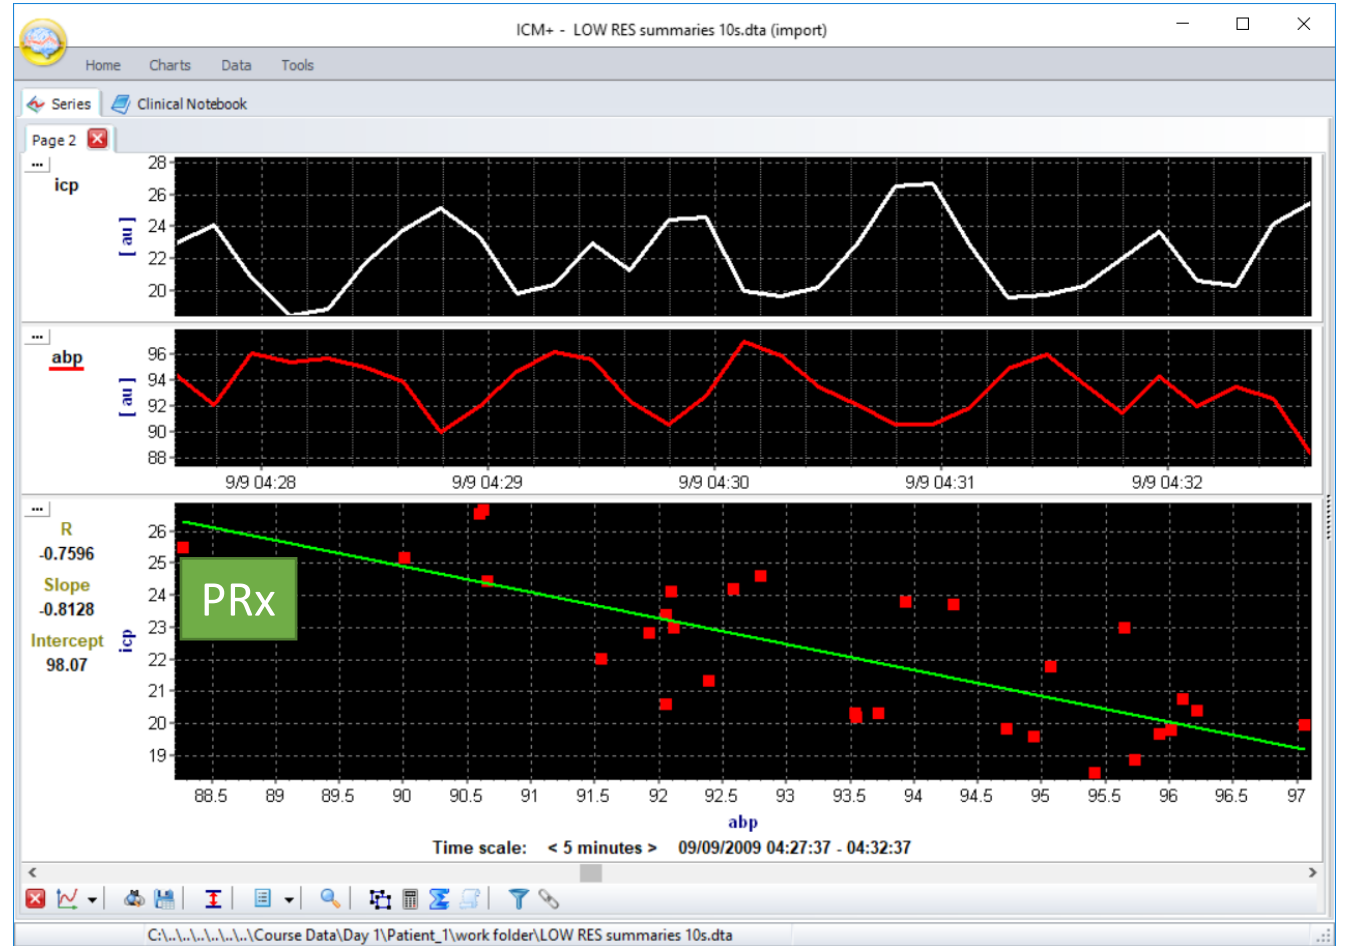 ICM+ - LOW RES summaries 10s.dta (import)
Home Charts Data Tools
Series Clinical Notebook
Page 2
...
icp
[ au ]
28
26
24
22
20
...
abp
[ au ]
96
94
92
90
88
9/9 04:28 9/9 04:29 9/9 04:30 9/9 04:31 9/9 04:32
...
R
-0.7596
Slope
-0.8128
Intercept
98.07
icp
26
25
24
23
22
21
20
19
PRx
88.5 89 89.5 90 90.5 91 91.5 92 92.5 93 93.5 94 94.5 95 95.5 96 96.5 97
abp
Time scale: < 5 minutes > 09/09/2009 04:27:37 - 04:32:37
C:\..\..\..\..\..\..\Course Data\Day 1\Patient_1\work folder\LOW RES summaries 10s.dta